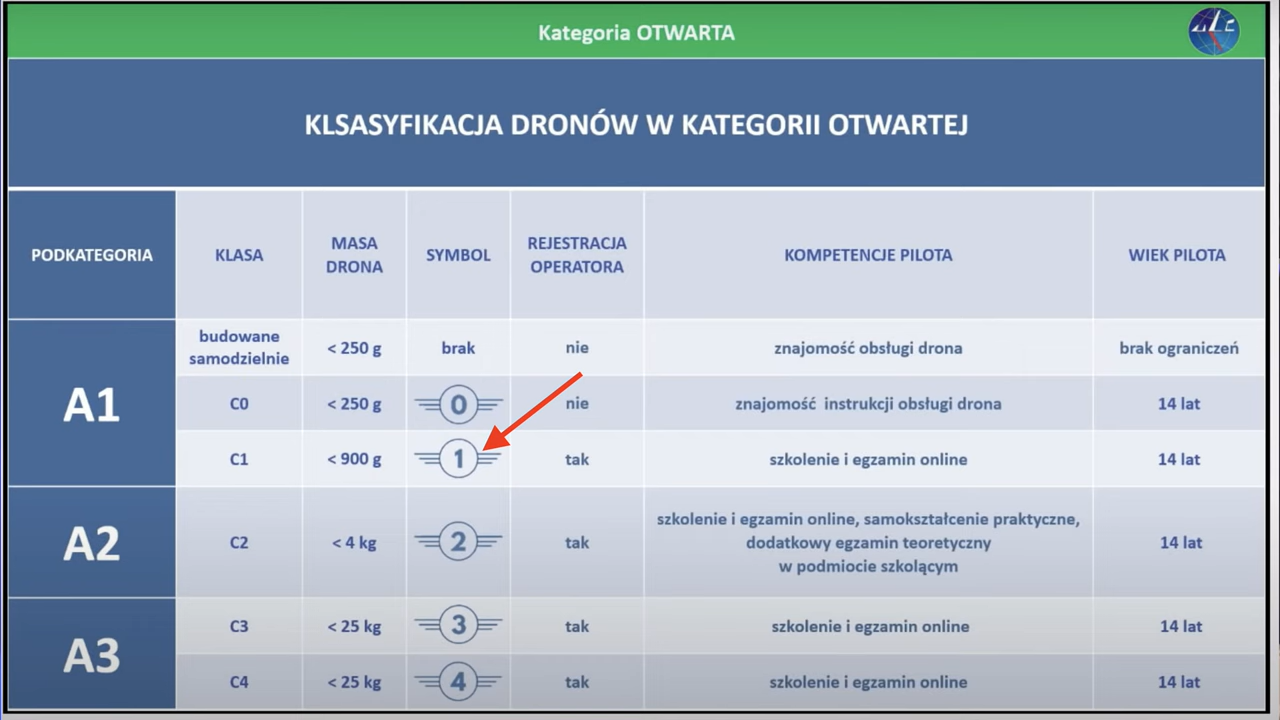 Kategoria OTWARTA
KLSASYFIKACJA DRONÓW W KATEGORII OTWARTEJ
PODKATEGORIA KLASA MASA DRONA SYMBOL REJESTRACJA OPERATORA KOMPETENCJE PILOTA WIEK PILOTA
A1
budowane samodzielnie < 250 g brak nie znajomość obsługi drona brak ograniczeń
C0 < 250 g 0 nie znajomość instrukcji obsługi drona 14 lat
C1 < 900 g 1 tak szkolenie i egzamin online 14 lat
A2
C2 < 4 kg 2 tak szkolenie i egzamin online, samokształcenie praktyczne, dodatkowy egzamin teoretyczny w podmiocie szkolącym 14 lat
A3
C3 < 25 kg 3 tak szkolenie i egzamin online 14 lat
C4 < 25 kg 4 tak szkolenie i egzamin online 14 lat